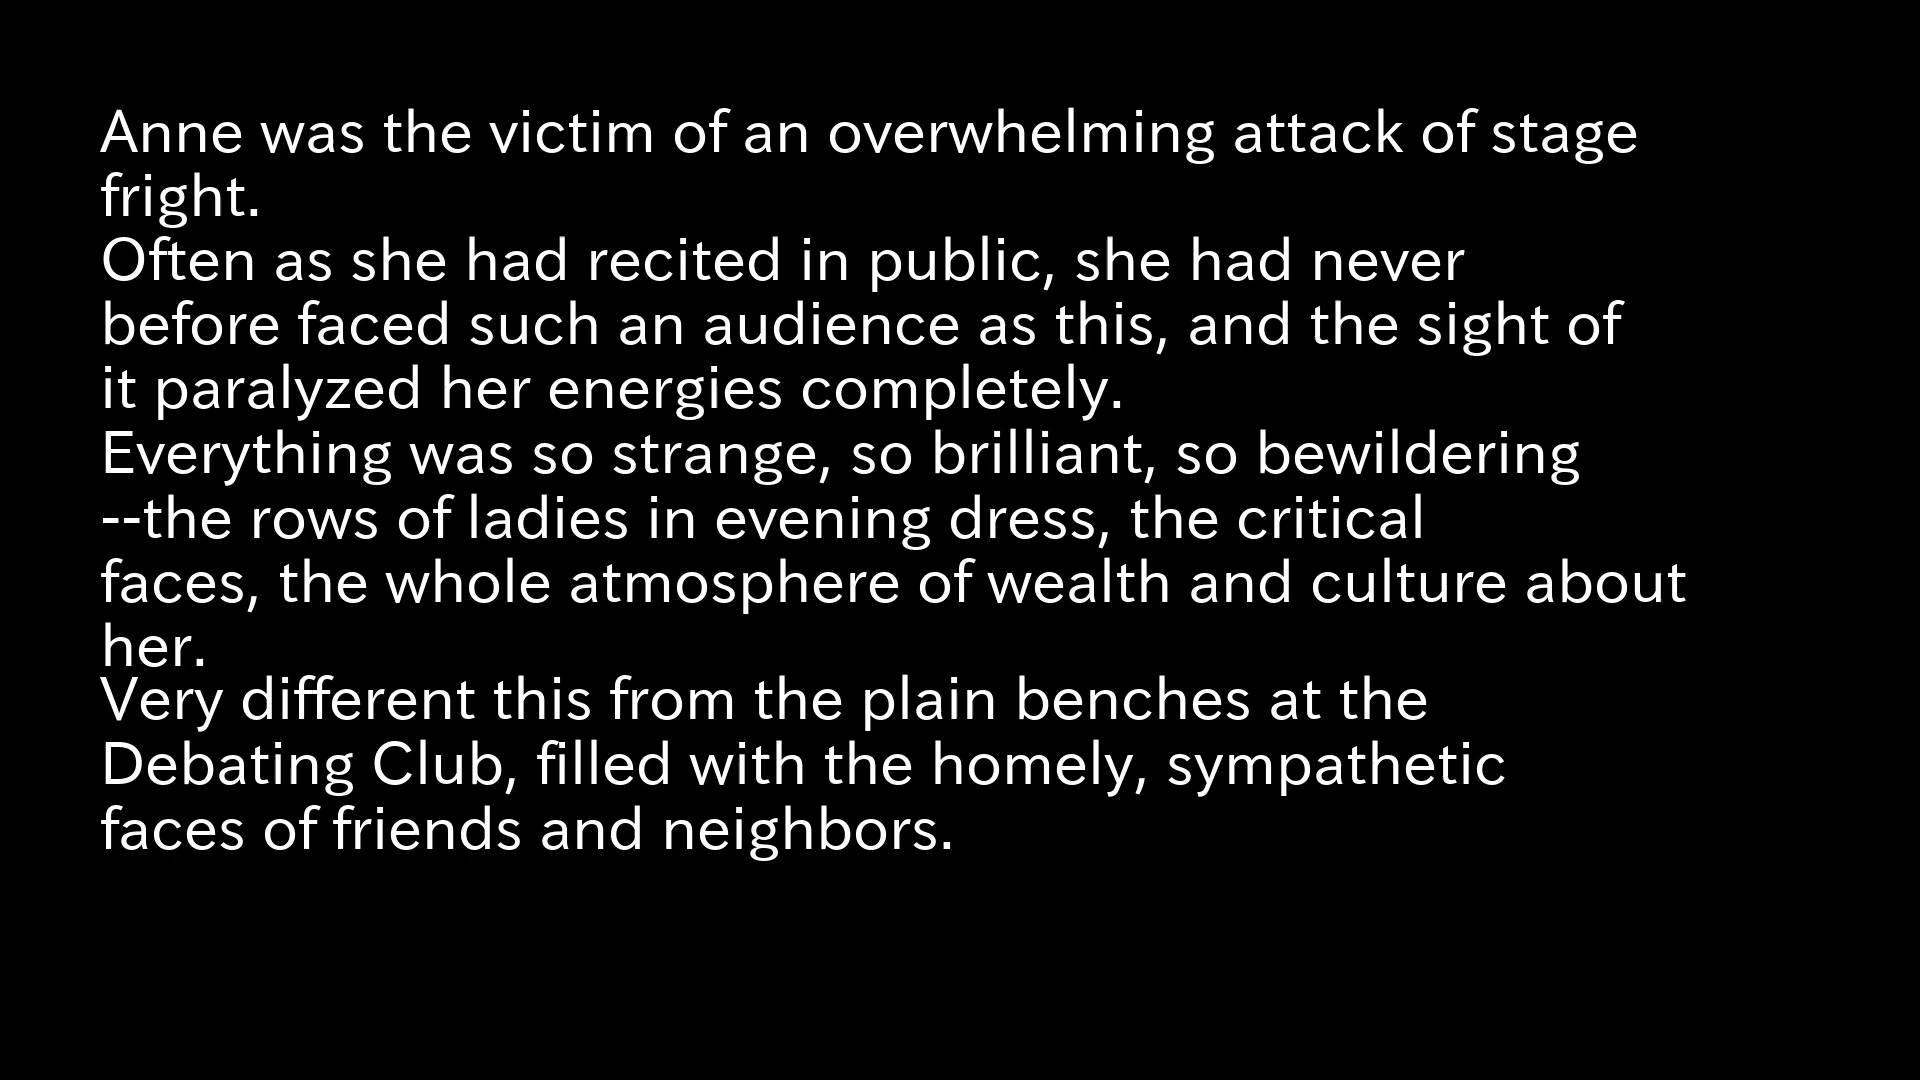 Anne was the victim of an overwhelming attack of stage
fright.
Often as she had recited in public, she had never
before faced such an audience as this, and the sight of
it paralyzed her energies completely.
Everything was so strange, so brilliant, so bewildering
--the rows of ladies in evening dress, the critical
faces, the whole atmosphere of wealth and culture about
her.
Very different this from the plain benches at the
Debating Club, filled with the homely, sympathetic
faces of friends and neighbors.